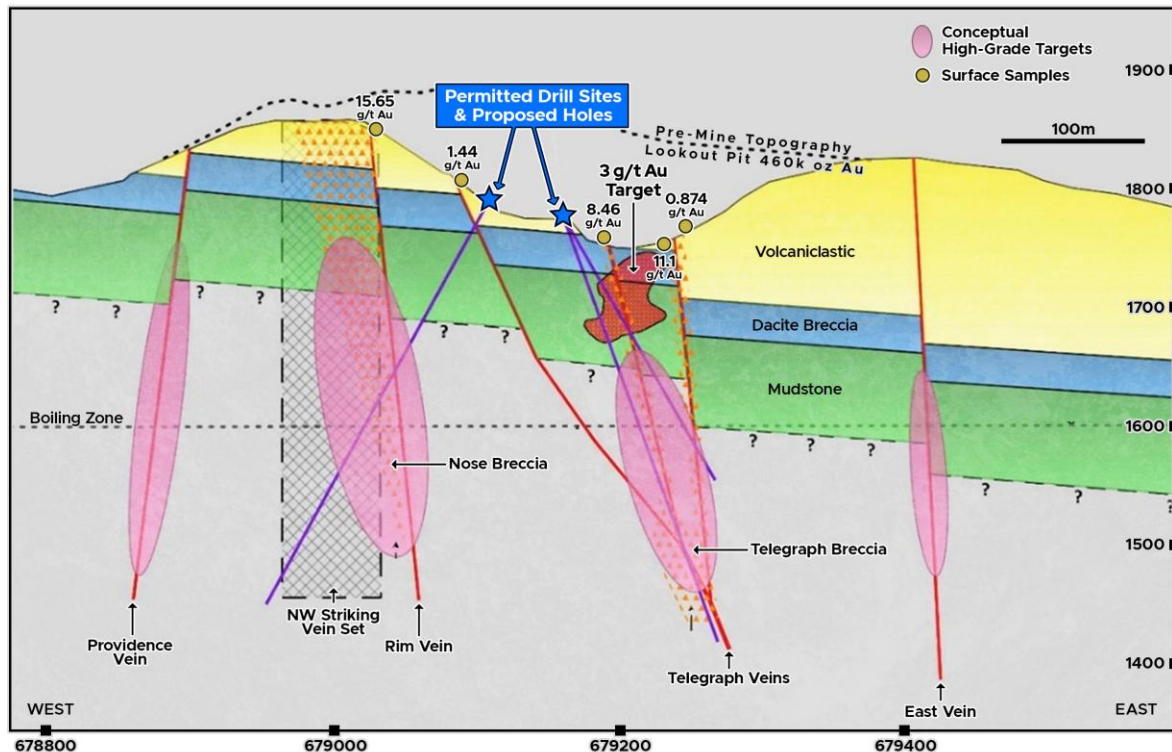 Conceptual
High-Grade Targets
Surface Samples
1900
Permitted Drill Sites
& Proposed Holes
15.65
g/t Au
Pre-Mine Topography
Lookout Pit 460k oz Au
100m
1.44
g/t Au
3 g/t Au
Target
1800
8.46
g/t Au
0.874
g/t Au
11.1
g/t Au
Volcaniclastic
?
?
?
?
1700
Dacite Breccia
?
?
?
Mudstone
Boiling Zone
1600
?
?
?
Nose Breccia
?
?
?
1500
Telegraph Breccia
NW Striking
Vein Set
Providence
Vein
Rim Vein
1400
Telegraph Veins
East Vein
WEST
EAST
678800
679000
679200
679400